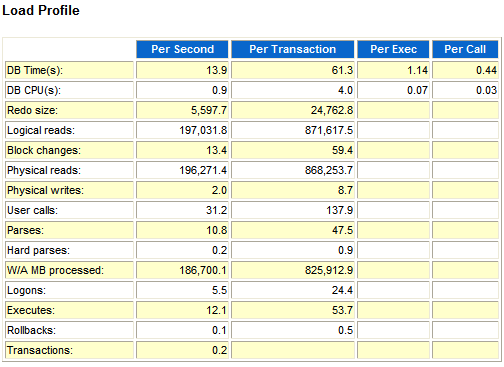 Load Profile
Per Second Per Transaction Per Exec Per Call
DB Time(s): 13.9 61.3 1.14 0.44
DB CPU(s): 0.9 4.0 0.07 0.03
Redo size: 5,597.7 24,762.8
Logical reads: 197,031.8 871,617.5
Block changes: 13.4 59.4
Physical reads: 196,271.4 868,253.7
Physical writes: 2.0 8.7
User calls: 31.2 137.9
Parses: 10.8 47.5
Hard parses: 0.2 0.9
W/A MB processed: 186,700.1 825,912.9
Logons: 5.5 24.4
Executes: 12.1 53.7
Rollbacks: 0.1 0.5
Transactions: 0.2